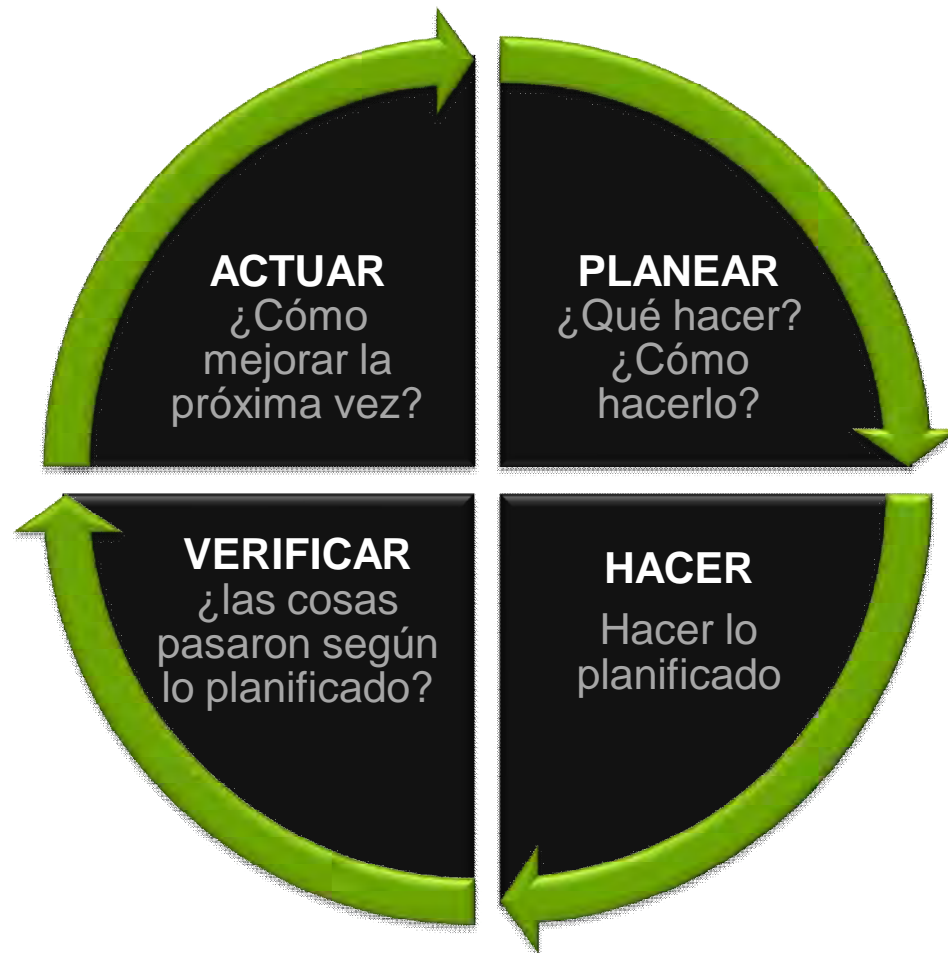 ACTUAR
¿Cómo
mejorar la
próxima vez?
PLANEAR
¿Qué hacer?
¿Cómo
hacerlo?
VERIFICAR
¿las cosas
pasaron según
lo planificado?
HACER
Hacer lo
planificado